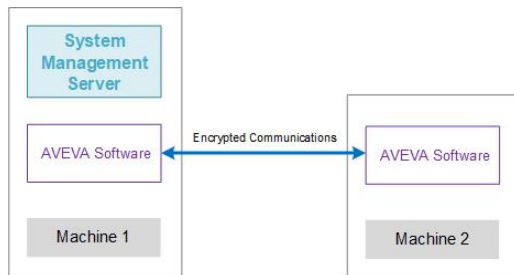 System
Management
Server
AVEVA Software
Encrypted Communications
AVEVA Software
Machine 1
Machine 2